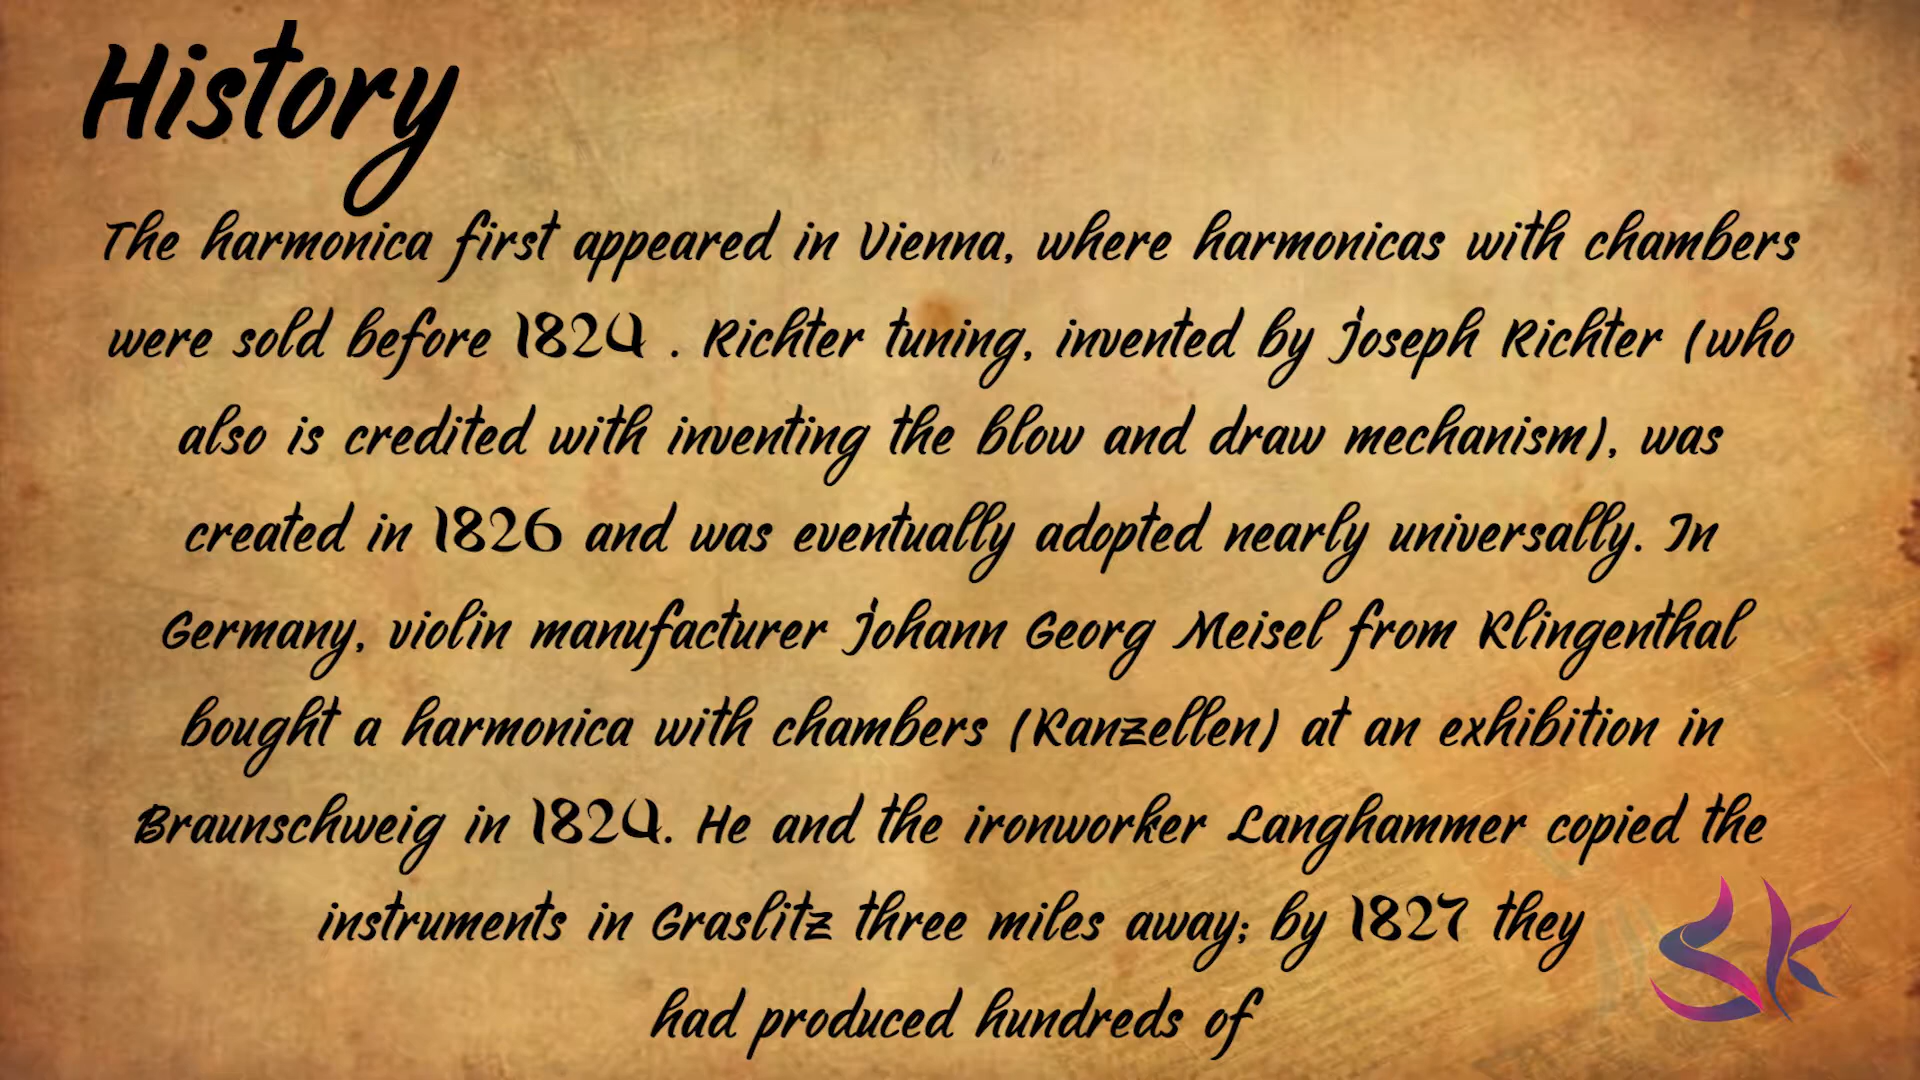 History
The harmonica first appeared in Vienna, where harmonicas with chambers
were sold before 1824 . Richter tuning, invented by Joseph Richter (who
also is credited with inventing the blow and draw mechanism), was
created in 1826 and was eventually adopted nearly universally. In
Germany, violin manufacturer Johann Georg Meisel from Klingenthal
bought a harmonica with chambers (Kanzellen) at an exhibition in
Braunschweig in 1824. He and the ironworker Langhammer copied the
instruments in Graslitz three miles away; by 1827 they
had produced hundreds of
SK